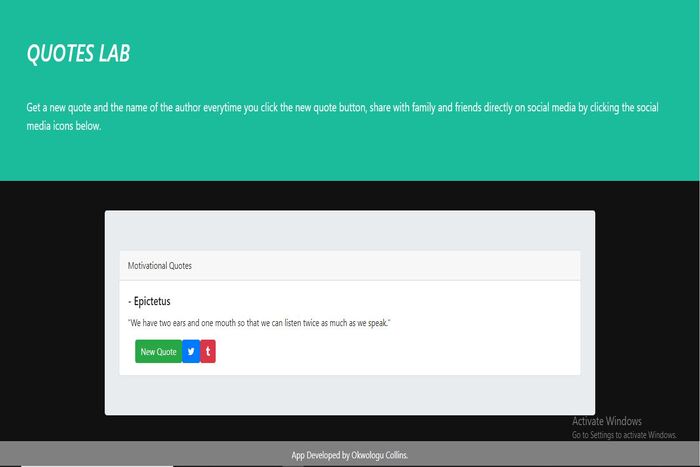 QUOTES LAB
Get a new quote and the name of the author everytime you click the new quote button, share with family and friends directly on social media by clicking the social
media icons below.
Motivational Quotes
- Epictetus
"We have two ears and one mouth so that we can listen twice as much as we speak."
New Quote t
Activate Windows
Go to Settings to activate Windows.
App Developed by Okwologu Collins.